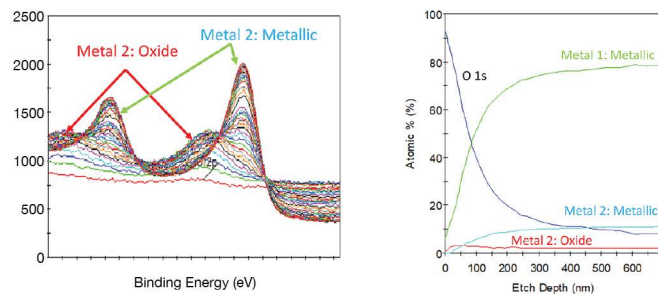 Metal 2: Metallic
Metal 2: Oxide
2500
2000
1500
1000
500
0
Binding Energy (eV)
100
80
60
40
20
0
Atomic % (%)
O 1s
Metal 1: Metallic
Metal 2: Metallic
Metal 2: Oxide
0 100 200 300 400 500 600
Etch Depth (nm)